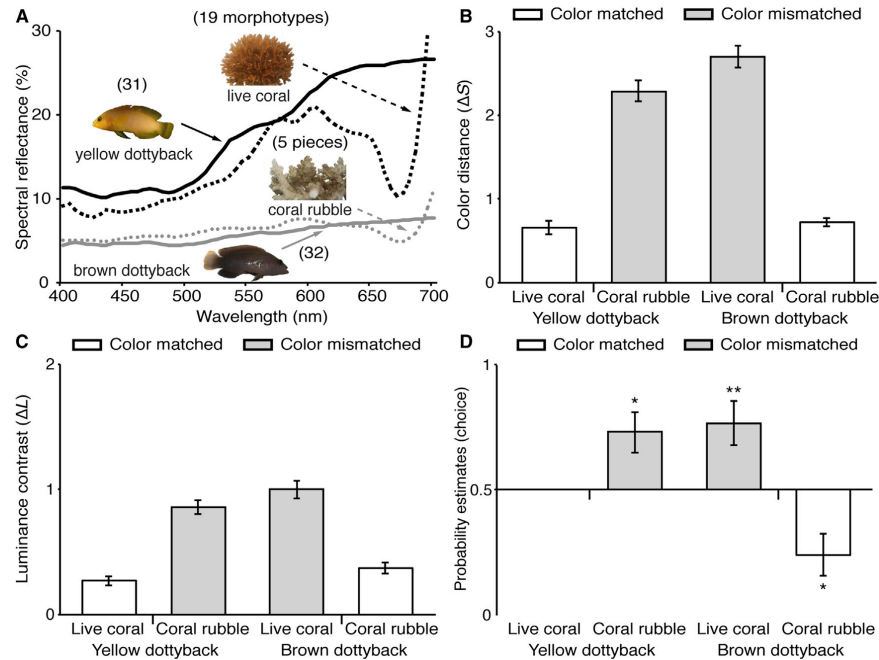 A
(19 morphotypes)
30
20
10
0
Spectral reflectance (%)
(31)
yellow dottyback
live coral
(5 pieces)
coral rubble
(32)
brown dottyback
400 450 500 550 600 650 700
Wavelength (nm)
B
Color matched Color mismatched
3
2
1
0
Color distance (ΔS)
Live coral Coral rubble Live coral Coral rubble
Yellow dottyback Brown dottyback
C
Color matched Color mismatched
2
1
0
Luminance contrast (ΔL)
Live coral Coral rubble Live coral Coral rubble
Yellow dottyback Brown dottyback
D
Color matched Color mismatched
1
0.5
0
Probability estimates (choice)
* ** *
Live coral Coral rubble Live coral Coral rubble
Yellow dottyback Brown dottyback